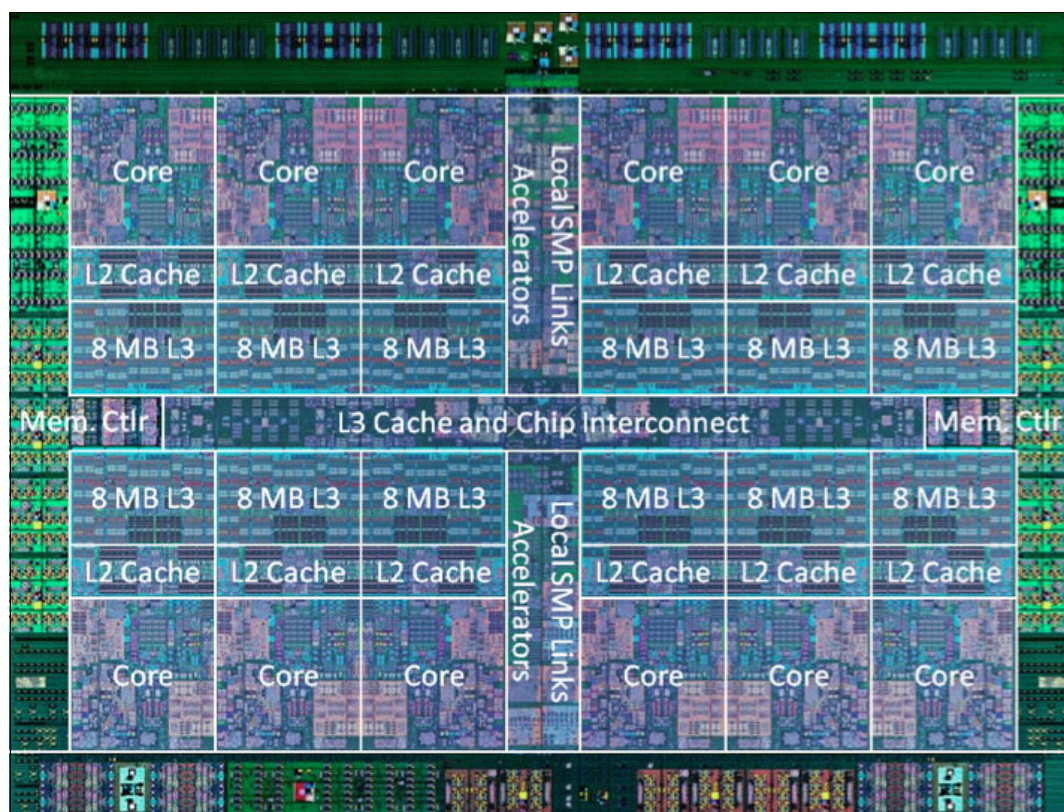 Core Core Core Core Core Core
L2 Cache L2 Cache L2 Cache L2 Cache L2 Cache L2 Cache
8 MB L3 8 MB L3 8 MB L3 8 MB L3 8 MB L3 8 MB L3
Accelerators
Local SMP Links
Mem. Ctlr L3 Cache and Chip Interconnect Mem. Ctlr
8 MB L3 8 MB L3 8 MB L3 8 MB L3 8 MB L3 8 MB L3
L2 Cache L2 Cache L2 Cache L2 Cache L2 Cache L2 Cache
Core Core Core Core Core Core
Accelerators
Local SMP Links